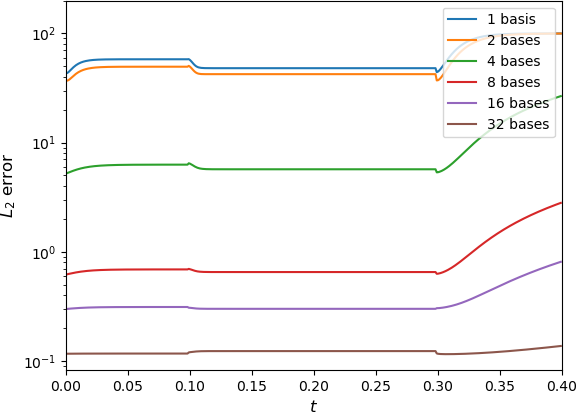 10²
10¹
10⁰
10⁻¹
L₂ error
1 basis
2 bases
4 bases
8 bases
16 bases
32 bases
0.00 0.05 0.10 0.15 0.20 0.25 0.30 0.35 0.40
t